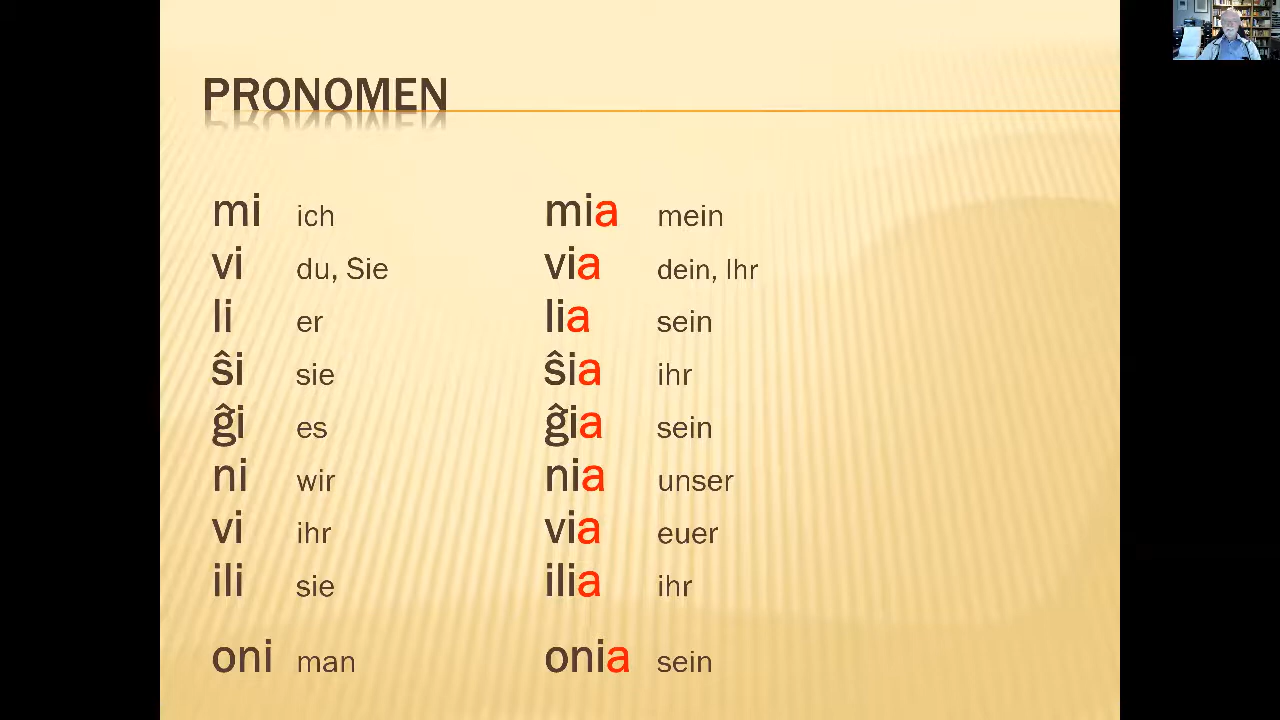 PRONOMEN
mi ich mia mein
vi du, Sie via dein, Ihr
li er lia sein
ŝi sie ŝia ihr
ĝi es ĝia sein
ni wir nia unser
vi ihr via euer
ili sie ilia ihr
oni man onia sein